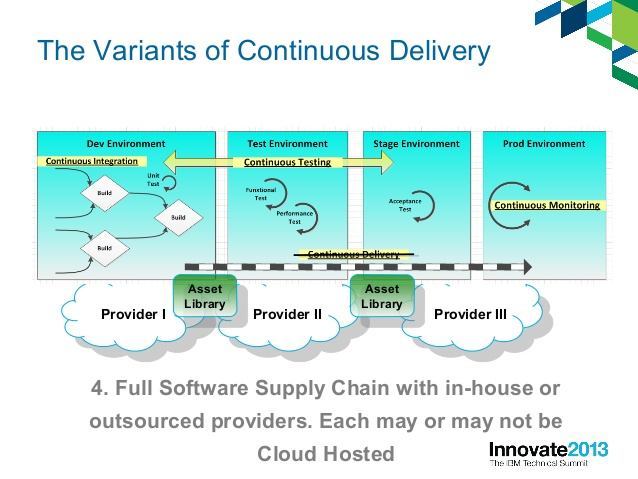 The Variants of Continuous Delivery
Dev Environment
Continuous Integration
Unit
Test
Build
Build
Build
Test Environment
Continuous Testing
Functional
Test
Performance
Test
Stage Environment
Acceptance
Test
Prod Environment
Continuous Monitoring
Continuous Delivery
Asset
Library
Asset
Library
Provider I
Provider II
Provider III
4. Full Software Supply Chain with in-house or
outsourced providers. Each may or may not be
Cloud Hosted
Innovate2013
The IBM Technical Summit